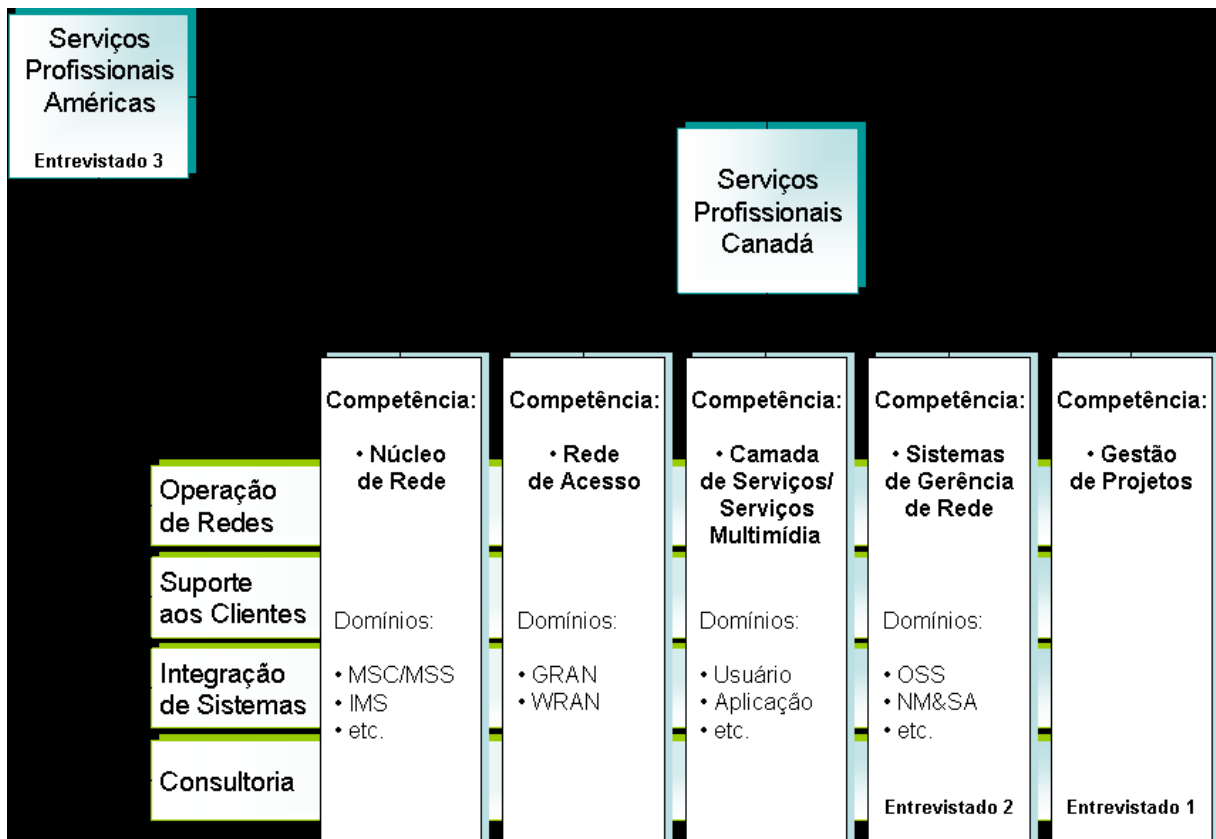 Serviços
Profissionais
Américas
Entrevistado 3
Serviços
Profissionais
Canadá
Operação
de Redes
Suporte
aos Clientes
Integração
de Sistemas
Consultoria
Competência:
• Núcleo
de Rede
Domínios:
• MSC/MSS
• IMS
• etc.
Competência:
• Rede
de Acesso
Domínios:
• GRAN
• WRAN
Competência:
• Camada
de Serviços/
Serviços
Multimídia
Domínios:
• Usuário
• Aplicação
• etc.
Competência:
• Sistemas
de Gerência
de Rede
Domínios:
• OSS
• NM&SA
• etc.
Entrevistado 2
Competência:
• Gestão
de Projetos
Entrevistado 1